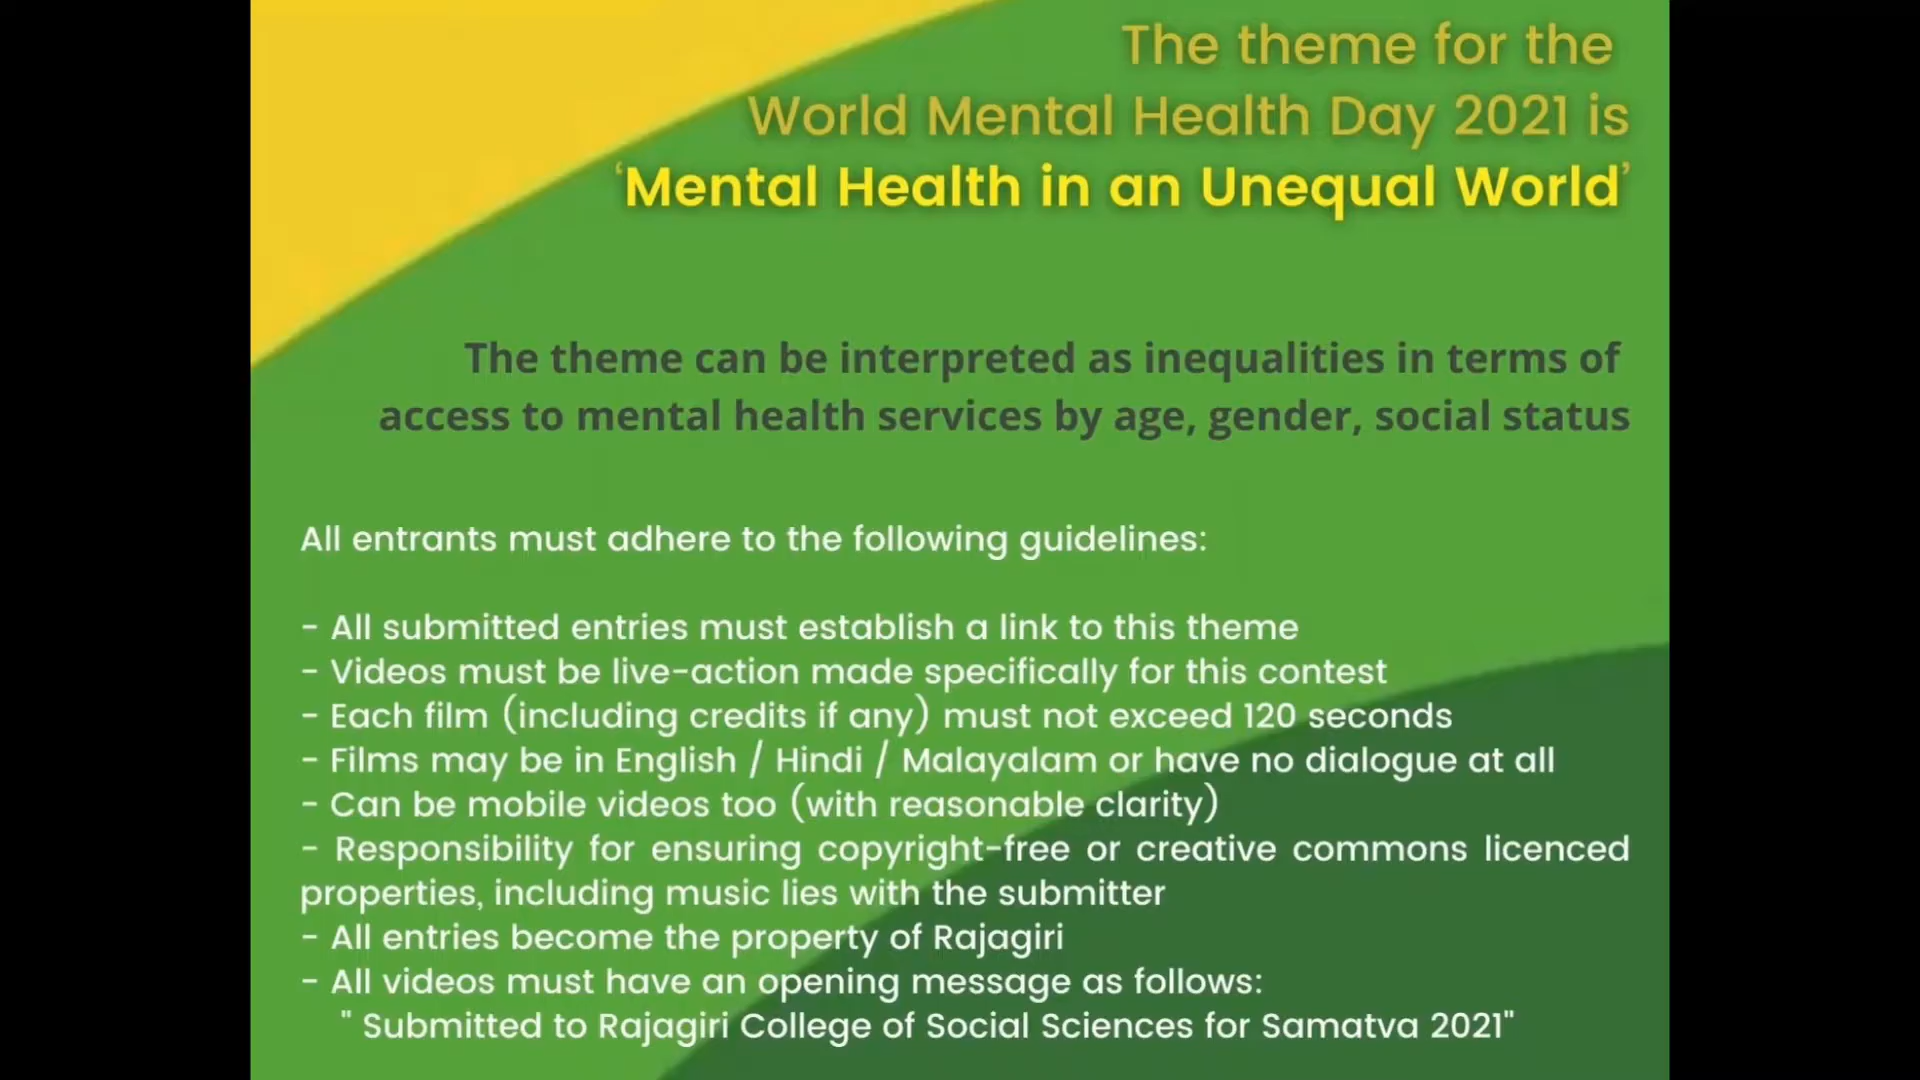 The theme for the
World Mental Health Day 2021 is
‘Mental Health in an Unequal World’
The theme can be interpreted as inequalities in terms of
access to mental health services by age, gender, social status
All entrants must adhere to the following guidelines:
- All submitted entries must establish a link to this theme
- Videos must be live-action made specifically for this contest
- Each film (including credits if any) must not exceed 120 seconds
- Films may be in English / Hindi / Malayalam or have no dialogue at all
- Can be mobile videos too (with reasonable clarity)
- Responsibility for ensuring copyright-free or creative commons licenced
properties, including music lies with the submitter
- All entries become the property of Rajagiri
- All videos must have an opening message as follows:
" Submitted to Rajagiri College of Social Sciences for Samatva 2021"